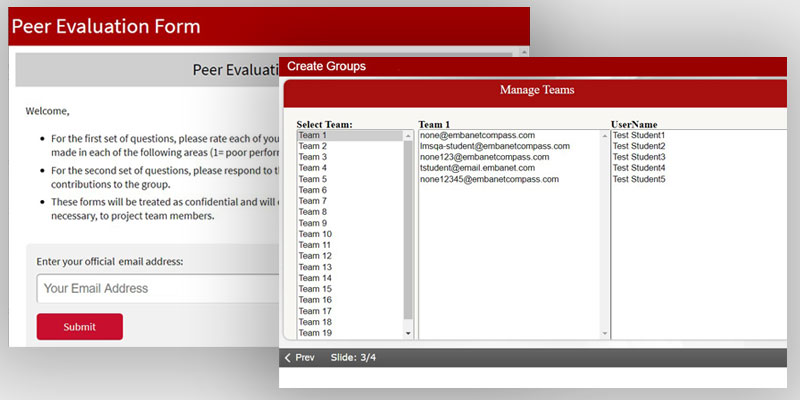 Peer Evaluation Form
Peer Evaluati
Welcome,
For the first set of questions, please rate each of you
made in each of the following areas (1= poor perform
For the second set of questions, please respond to t
contributions to the group.
These forms will be treated as confidential and will
necessary, to project team members.
Enter your official email address:
Your Email Address
Submit
Create Groups
Manage Teams
Select Team:
Team 1
Team 2
Team 3
Team 4
Team 5
Team 6
Team 7
Team 8
Team 9
Team 10
Team 11
Team 12
Team 13
Team 14
Team 15
Team 16
Team 17
Team 18
Team 19
Team 1
none@embanetcompass.com
lmsqa-student@embanetcompass.com
none123@embanetcompass.com
tstudent@email.embanet.com
none12345@embanetcompass.com
UserName
Test Student1
Test Student2
Test Student3
Test Student4
Test Student5
Prev Slide: 3/4